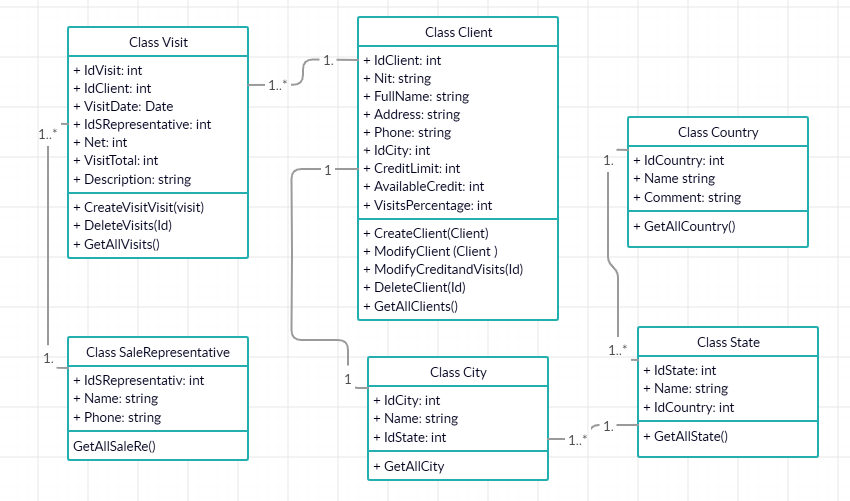 Class Visit
+ IdVisit: int
+ IdClient: int
+ VisitDate: Date
+ IdSRepresentative: int
+ Net: int
+ VisitTotal: int
+ Description: string
+ CreateVisitVisit(visit)
+ DeleteVisits(Id)
+ GetAllVisits()
1..*
1.
Class Client
+ IdClient: int
+ Nit: string
+ FullName: string
+ Address: string
+ Phone: string
+ IdCity: int
+ CreditLimit: int
+ AvailableCredit: int
+ VisitsPercentage: int
+ CreateClient(Client)
+ ModifyClient (Client )
+ ModifyCreditandVisits(Id)
+ DeleteClient(Id)
+ GetAllClients()
1..*
1.
Class SaleRepresentative
+ IdSRepresentativ: int
+ Name: string
+ Phone: string
GetAllSaleRe()
1
1
Class City
+ IdCity: int
+ Name: string
+ IdState: int
+ GetAllCity
1..*
1.
Class Country
+ IdCountry: int
+ Name string
+ Comment: string
+ GetAllCountry()
1.
1..*
Class State
+ IdState: int
+ Name: string
+ IdCountry: int
+ GetAllState()